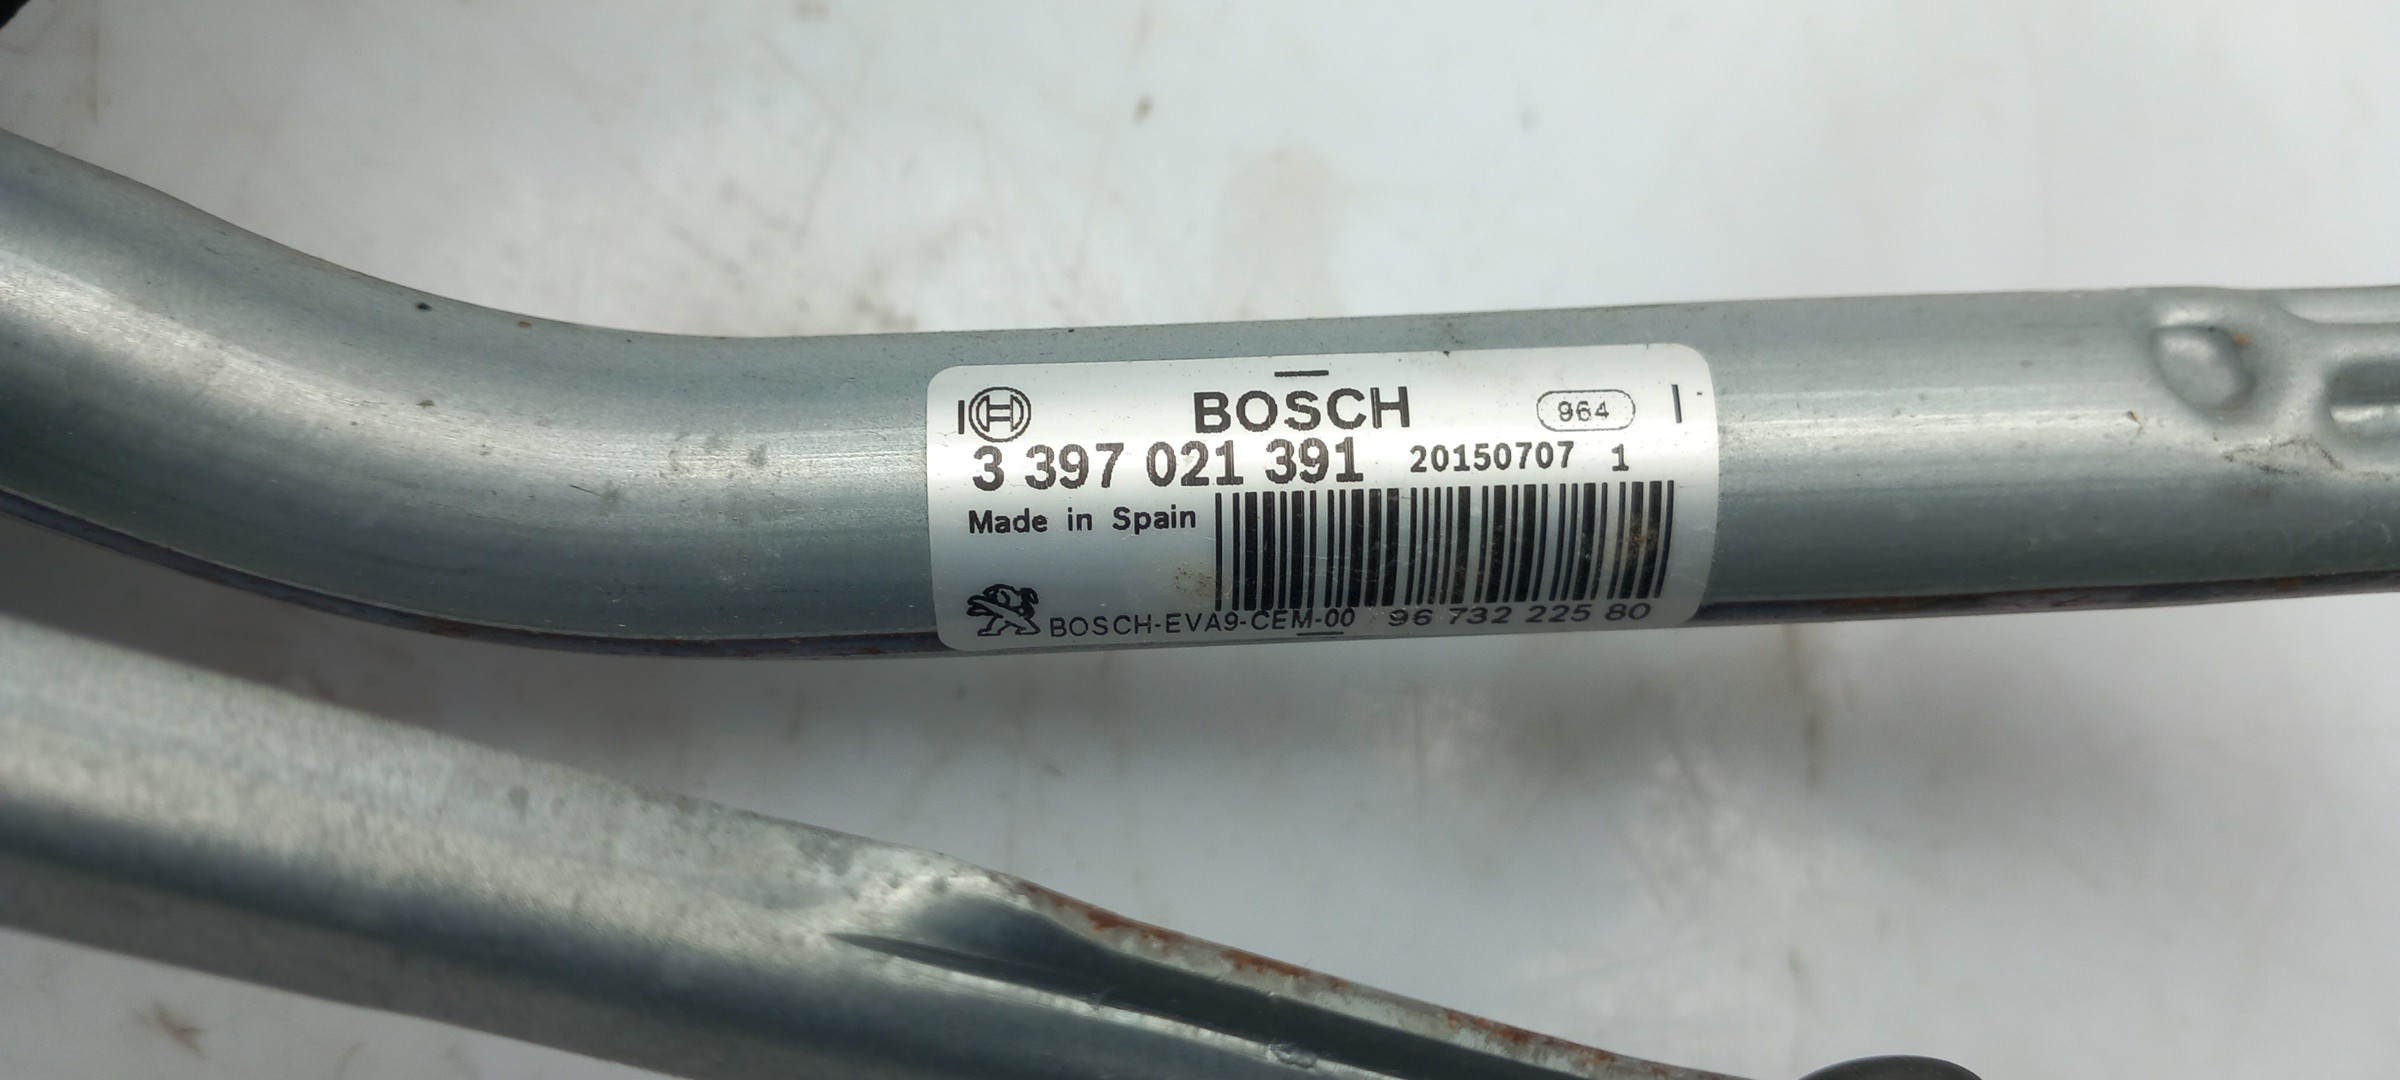 BOSCH 964
3 397 021 391 20150707 1
Made in Spain
BOSCH-EVA9-CEM-00 96 732 225 80